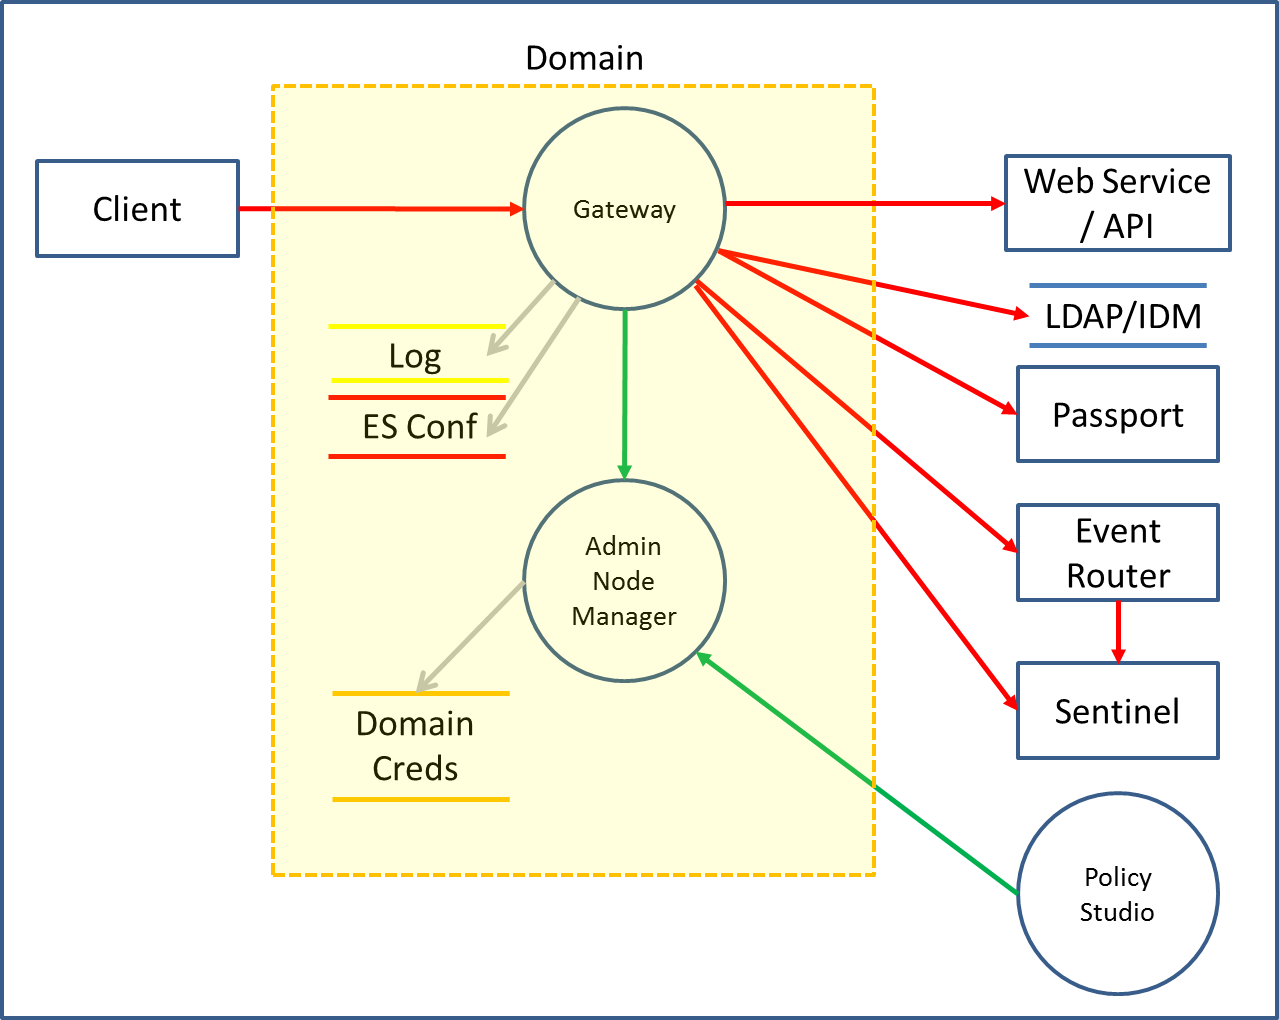 Domain
Client
Gateway
Web Service
/ API
LDAP/IDM
Log
Passport
ES Conf
Event
Router
Admin
Node
Manager
Sentinel
Domain
Creds
Policy
Studio